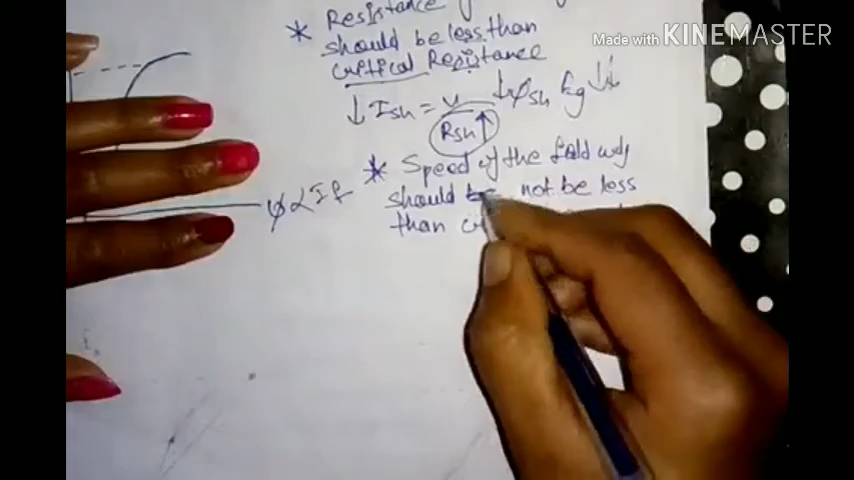 Made with KINEMASTER
* Resistance
should be less than
critical Resistance
↓ Ish = V ↓φsh Eg ↓↓
Rsh ↑
* Speed of the field wdg
φ ∝ If should be not be less
than